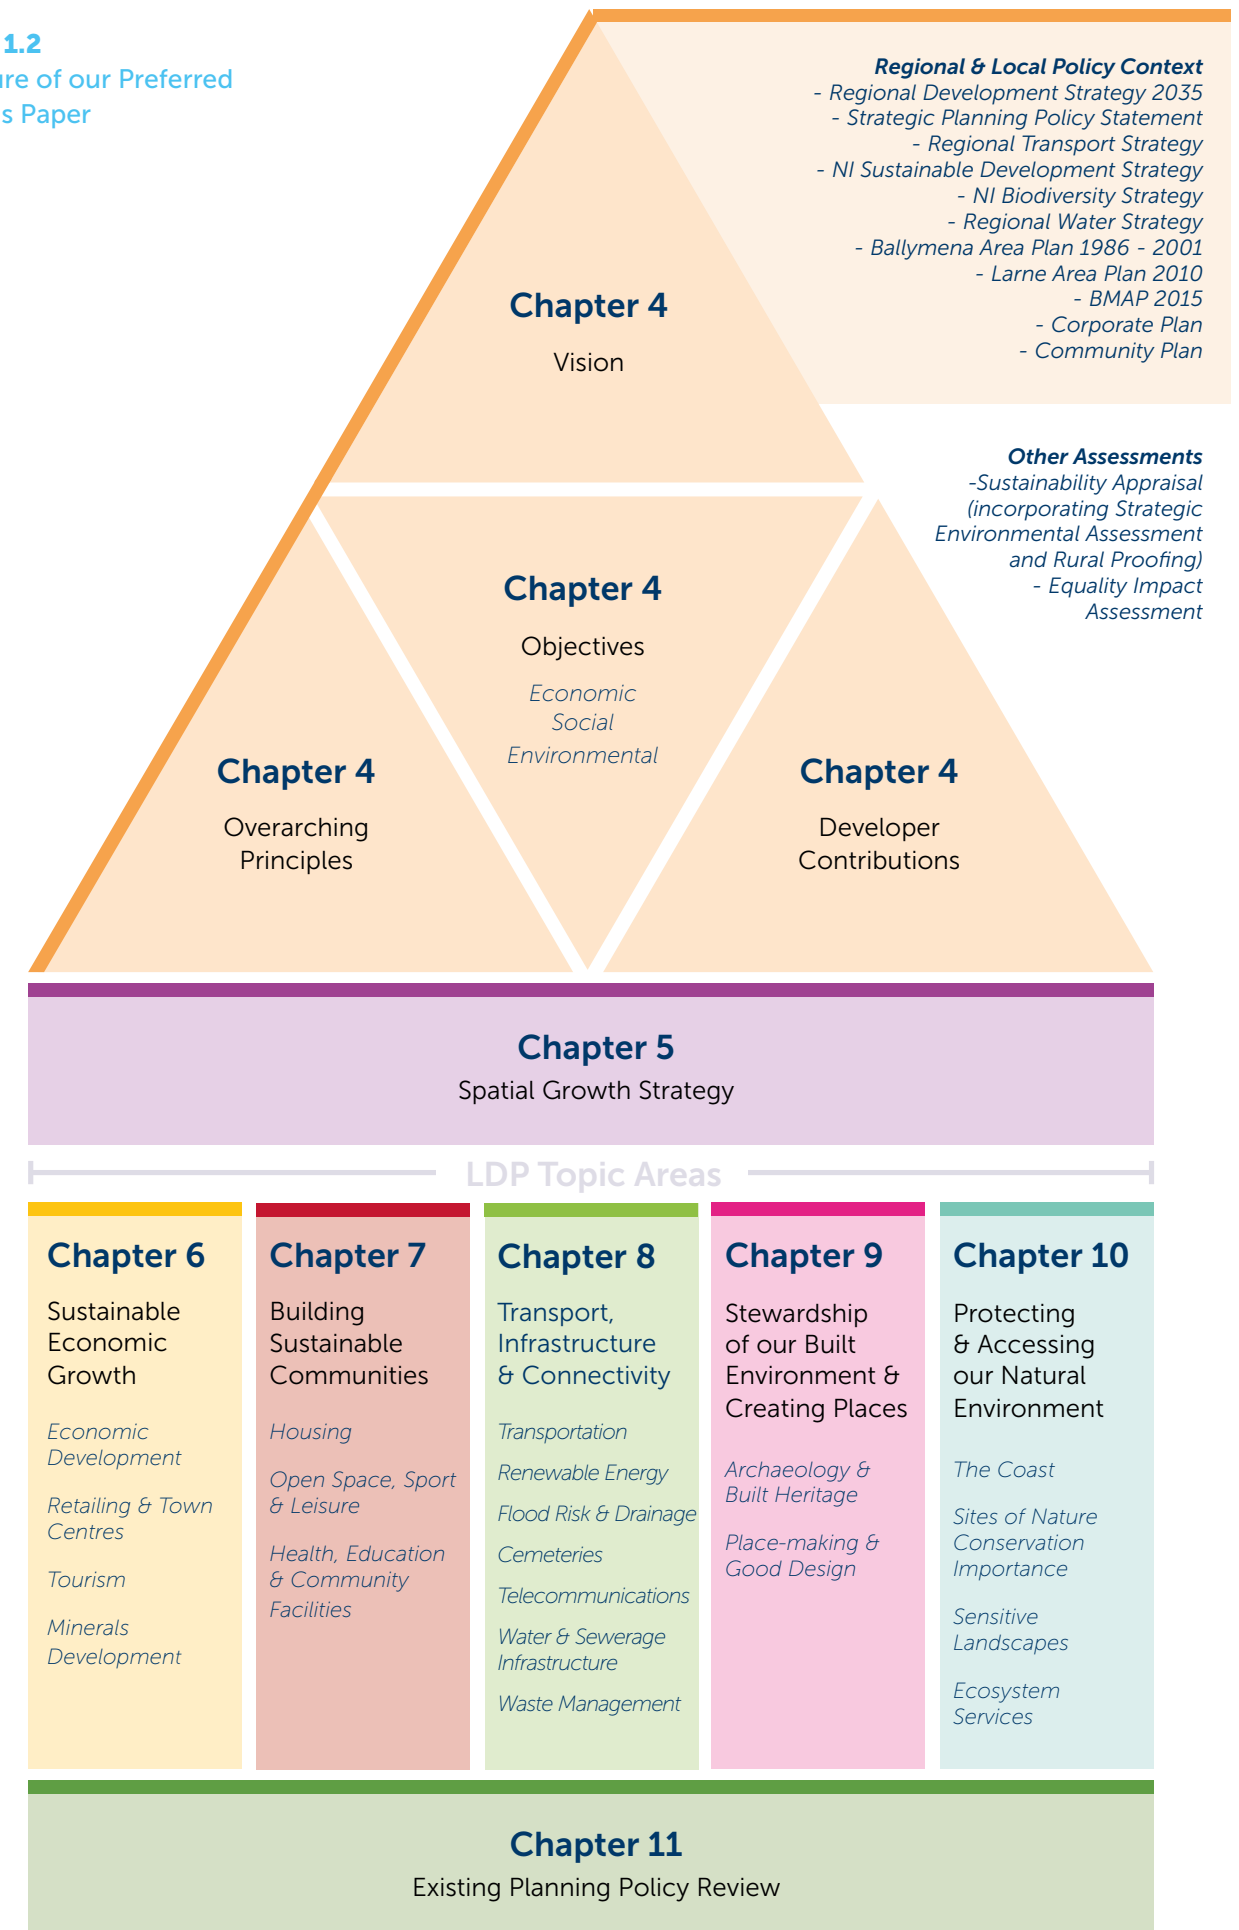 1.2
of our Preferred
Paper
Regional & Local Policy Context
- Regional Development Strategy 2035
- Strategic Planning Policy Statement
- Regional Transport Strategy
- NI Sustainable Development Strategy
- NI Biodiversity Strategy
- Regional Water Strategy
- Ballymena Area Plan 1986 - 2001
- Larne Area Plan 2010
- BMAP 2015
- Corporate Plan
- Community Plan
Other Assessments
-Sustainability Appraisal
(incorporating Strategic
Environmental Assessment
and Rural Proofing)
- Equality Impact
Assessment
Chapter 4
Vision
Chapter 4
Objectives
Economic
Social
Environmental
Chapter 4
Overarching
Principles
Chapter 4
Developer
Contributions
Chapter 5
Spatial Growth Strategy
LDP Topic Areas
Chapter 6
Sustainable
Economic
Growth
Economic
Development
Retailing & Town
Centres
Tourism
Minerals
Development
Chapter 7
Building
Sustainable
Communities
Housing
Open Space, Sport
& Leisure
Health, Education
& Community
Facilities
Chapter 8
Transport,
Infrastructure
& Connectivity
Transportation
Renewable Energy
Flood Risk & Drainage
Cemeteries
Telecommunications
Water & Sewerage
Infrastructure
Waste Management
Chapter 9
Stewardship
of our Built
Environment &
Creating Places
Archaeology &
Built Heritage
Place-making &
Good Design
Chapter 10
Protecting
& Accessing
our Natural
Environment
The Coast
Sites of Nature
Conservation
Importance
Sensitive
Landscapes
Ecosystem
Services
Chapter 11
Existing Planning Policy Review